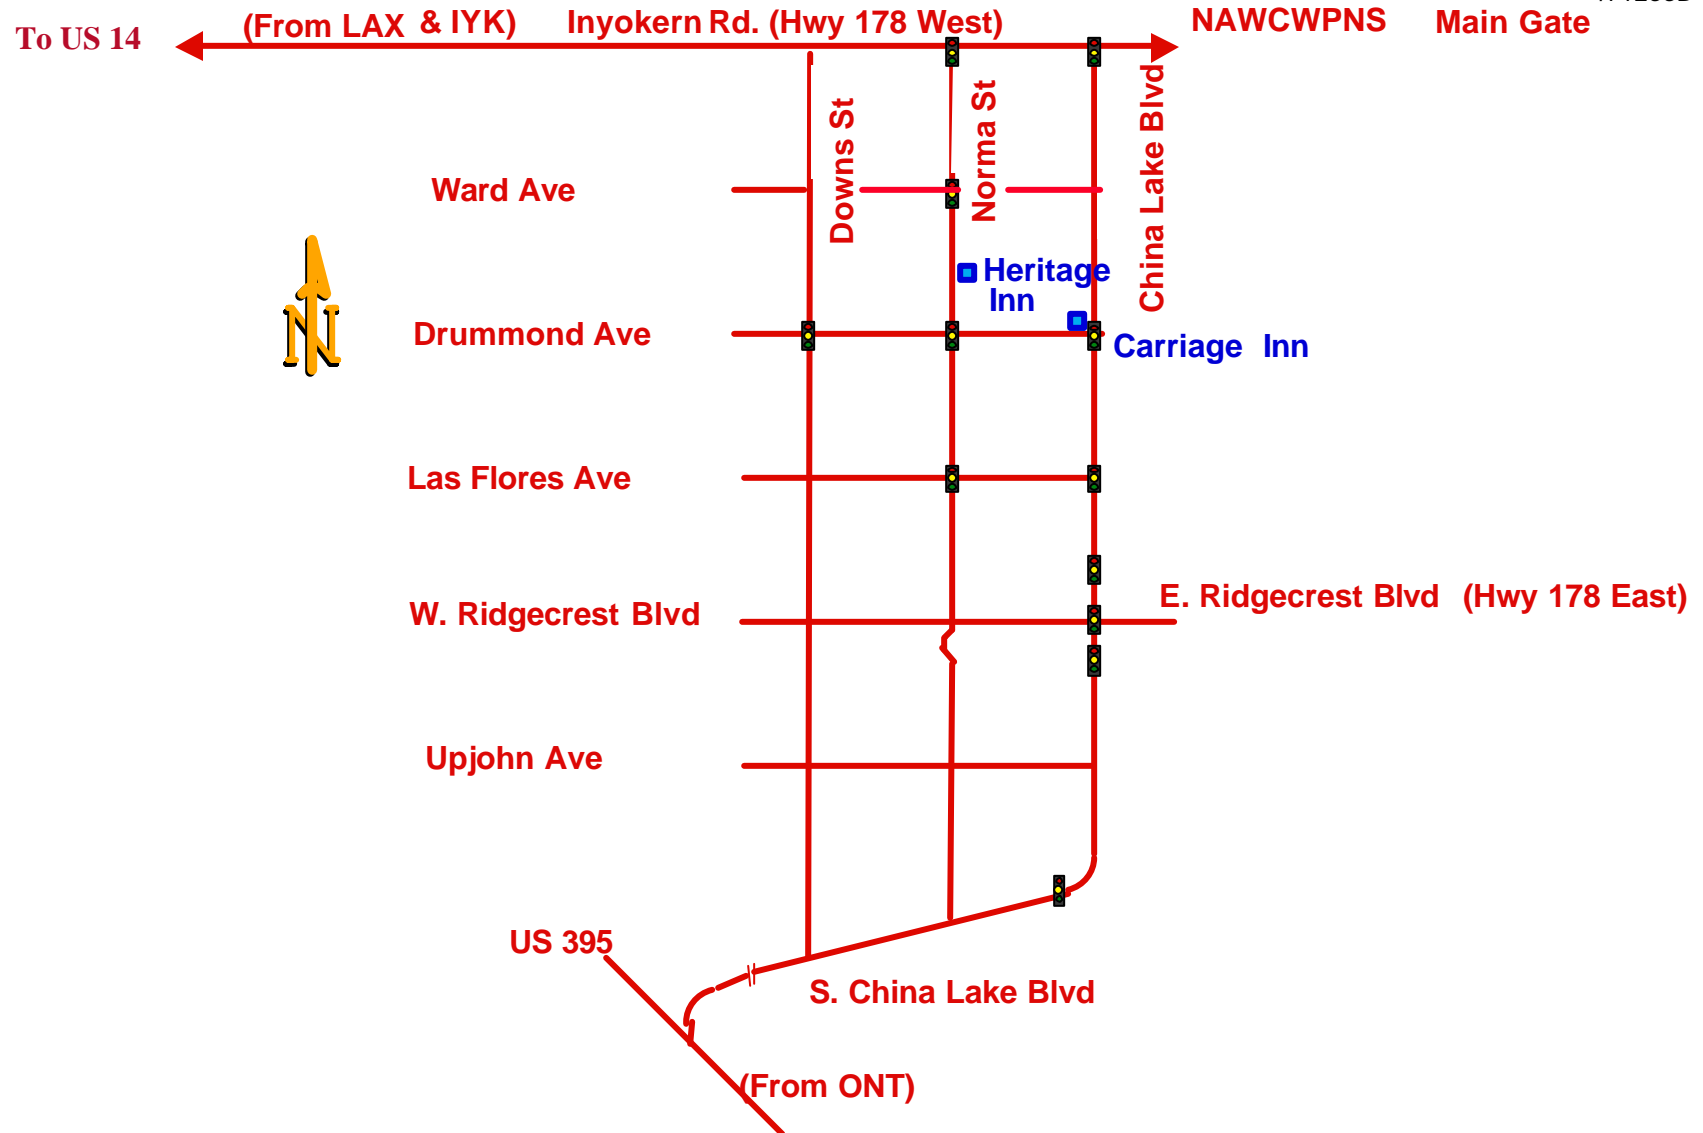 To US 14
(From LAX & IYK)
Inyokern Rd. (Hwy 178 West)
NAWCWPNS Main Gate
Downs St
Norma St
China Lake Blvd
Ward Ave
Heritage
Inn
N
Drummond Ave
Carriage Inn
Las Flores Ave
W. Ridgecrest Blvd
E. Ridgecrest Blvd (Hwy 178 East)
Upjohn Ave
US 395
S. China Lake Blvd
(From ONT)